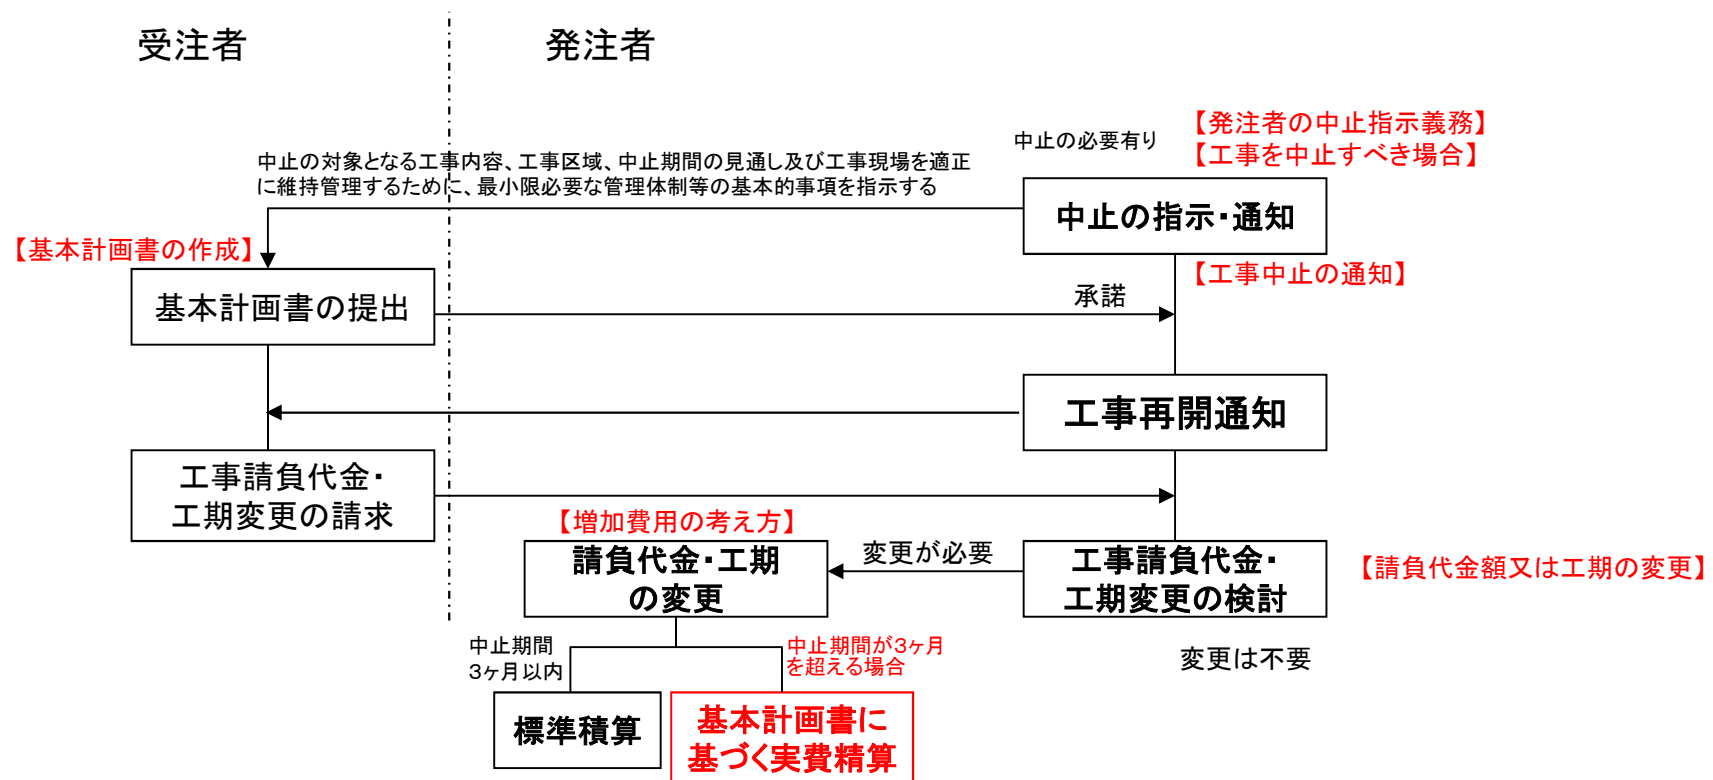 受注者
発注者
【発注者の中止指示義務】
中止の必要有り
【工事を中止すべき場合】
中止の対象となる工事内容、工事区域、中止期間の見通し及び工事現場を適正
に維持管理するために、最小限必要な管理体制等の基本的事項を指示する
中止の指示・通知
【基本計画書の作成】
【工事中止の通知】
基本計画書の提出
承諾
工事再開通知
工事請負代金・
工期変更の請求
【増加費用の考え方】
請負代金・工期
の変更
変更が必要
工事請負代金・
工期変更の検討
【請負代金額又は工期の変更】
中止期間
3ヶ月以内
中止期間が3ヶ月
を超える場合
変更は不要
標準積算
基本計画書に
基づく実費精算